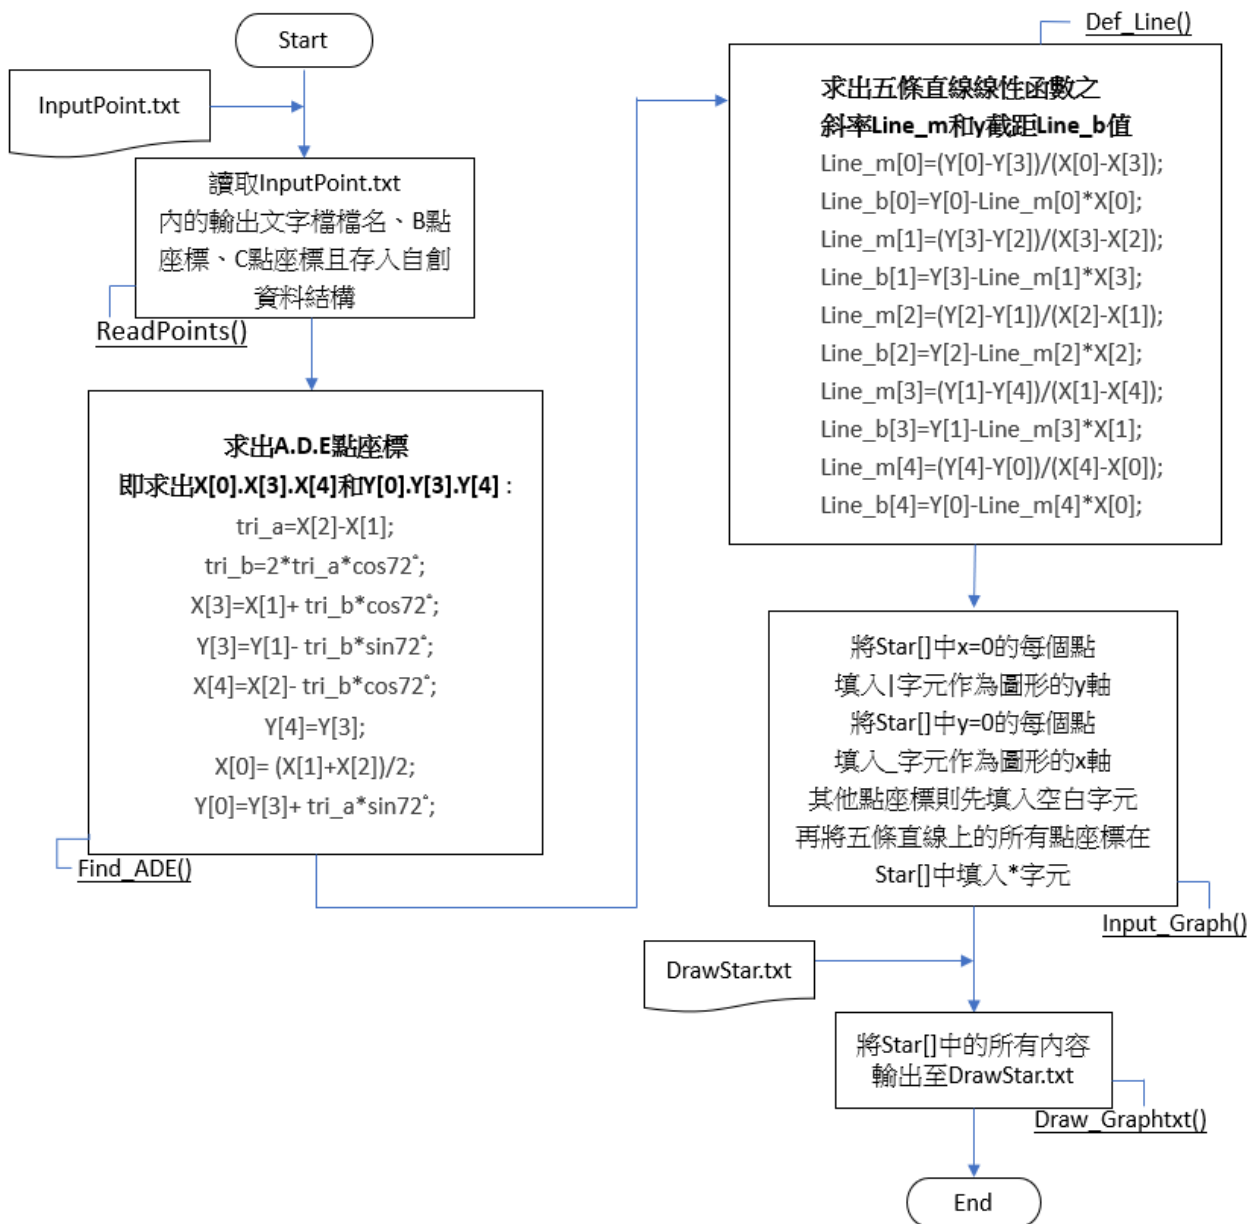 Start
InputPoint.txt
讀取InputPoint.txt
內的輸出文字檔檔名、B點
座標、C點座標且存入自創
資料結構
ReadPoints()
求出A.D.E點座標
即求出X[0].X[3].X[4]和Y[0].Y[3].Y[4] :
tri_a=X[2]-X[1];
tri_b=2*tri_a*cos72°;
X[3]=X[1]+ tri_b*cos72°;
Y[3]=Y[1]- tri_b*sin72°;
X[4]=X[2]- tri_b*cos72°;
Y[4]=Y[3];
X[0]= (X[1]+X[2])/2;
Y[0]=Y[3]+ tri_a*sin72°;
Find_ADE()
Def_Line()
求出五條直線線性函數之
斜率Line_m和y截距Line_b值
Line_m[0]=(Y[0]-Y[3])/(X[0]-X[3]);
Line_b[0]=Y[0]-Line_m[0]*X[0];
Line_m[1]=(Y[3]-Y[2])/(X[3]-X[2]);
Line_b[1]=Y[3]-Line_m[1]*X[3];
Line_m[2]=(Y[2]-Y[1])/(X[2]-X[1]);
Line_b[2]=Y[2]-Line_m[2]*X[2];
Line_m[3]=(Y[1]-Y[4])/(X[1]-X[4]);
Line_b[3]=Y[1]-Line_m[3]*X[1];
Line_m[4]=(Y[4]-Y[0])/(X[4]-X[0]);
Line_b[4]=Y[0]-Line_m[4]*X[0];
將Star[]中x=0的每個點
填入|字元作為圖形的y軸
將Star[]中y=0的每個點
填入_字元作為圖形的x軸
其他點座標則先填入空白字元
再將五條直線上的所有點座標在
Star[]中填入*字元
Input_Graph()
DrawStar.txt
將Star[]中的所有內容
輸出至DrawStar.txt
Draw_Graphtxt()
End